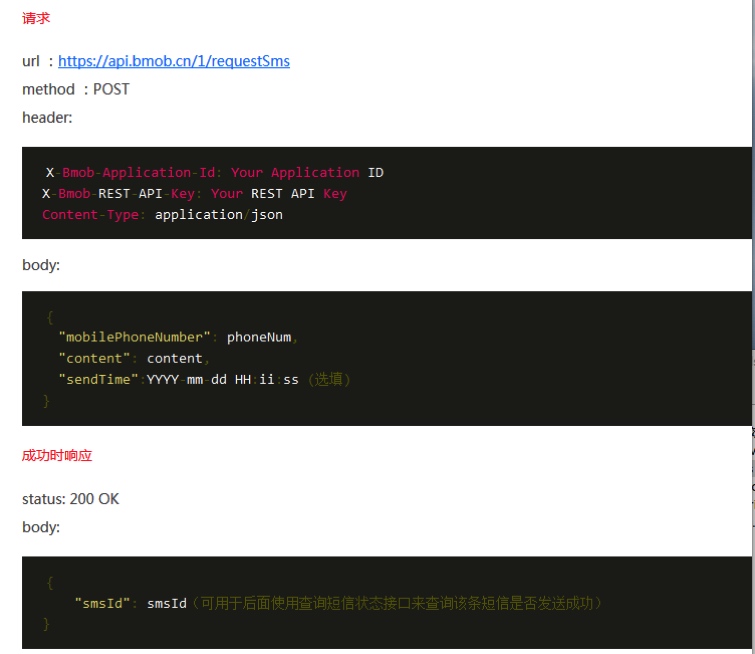 请求
url ：https://api.bmob.cn/1/requestSms
method ：POST
header:
X-Bmob-Application-Id: Your Application ID
X-Bmob-REST-API-Key: Your REST API Key
Content-Type: application/json
body:
{
"mobilePhoneNumber": phoneNum,
"content": content,
"sendTime":YYYY-mm-dd HH:ii:ss (选填)
}
成功时响应
status: 200 OK
body:
{
"smsId": smsId（可用于后面使用查询短信状态接口来查询该条短信是否发送成功）
}